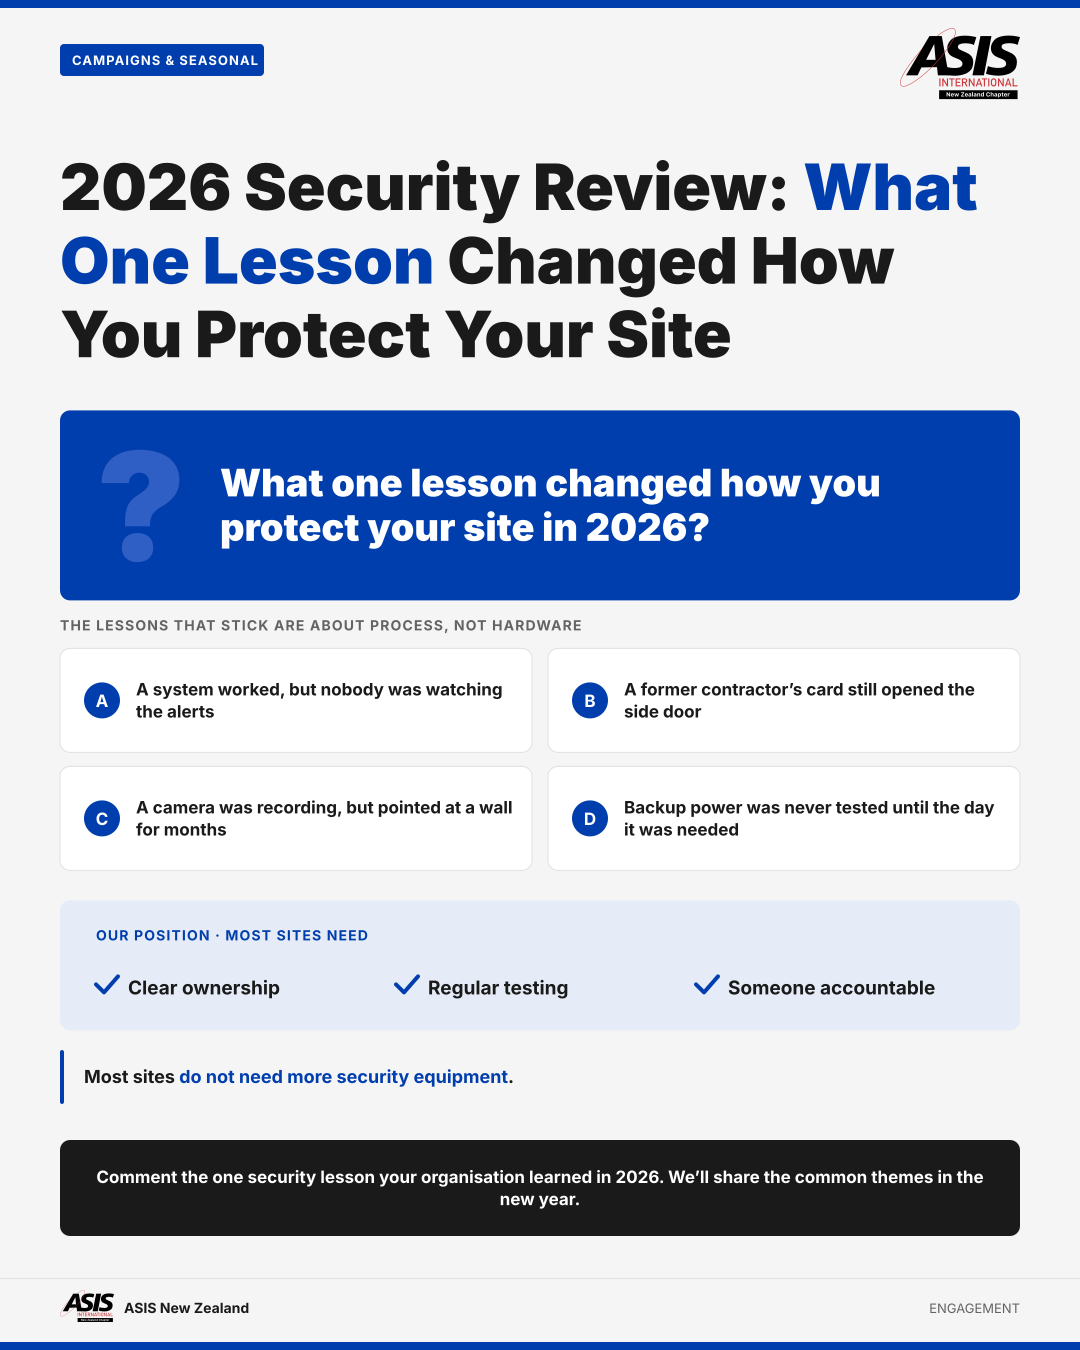 CAMPAIGNS & SEASONAL
ASIS
INTERNATIONAL
New Zealand Chapter
2026 Security Review: What
One Lesson Changed How
You Protect Your Site
?
What one lesson changed how you
protect your site in 2026?
THE LESSONS THAT STICK ARE ABOUT PROCESS, NOT HARDWARE
A
A system worked, but nobody was watching
the alerts
B
A former contractor’s card still opened the
side door
C
A camera was recording, but pointed at a wall
for months
D
Backup power was never tested until the day
it was needed
OUR POSITION · MOST SITES NEED
Clear ownership
Regular testing
Someone accountable
Most sites do not need more security equipment.
Comment the one security lesson your organisation learned in 2026. We’ll share the common themes in the
new year.
ASIS
INTERNATIONAL
New Zealand Chapter
ASIS New Zealand
ENGAGEMENT